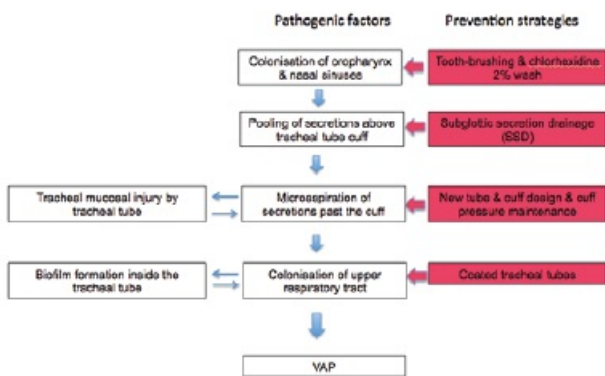 Pathogenic factors
Prevention strategies
Colonisation of oropharynx
& nasal sinuses
Tooth-brushing & chlorhexidine
2% wash
Pooling of secretions above
tracheal tube cuff
Subglottic secretion drainage
(SSD)
Tracheal mucosal injury by
tracheal tube
Microaspiration of
secretions past the cuff
New tube & cuff design & cuff
pressure maintenance
Biofilm formation inside the
tracheal tube
Colonisation of upper
respiratory tract
Coated tracheal tubes
VAP